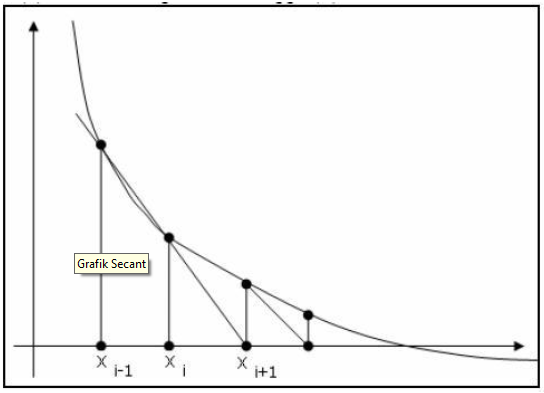 Grafik Secant
X i-1 X i X i+1